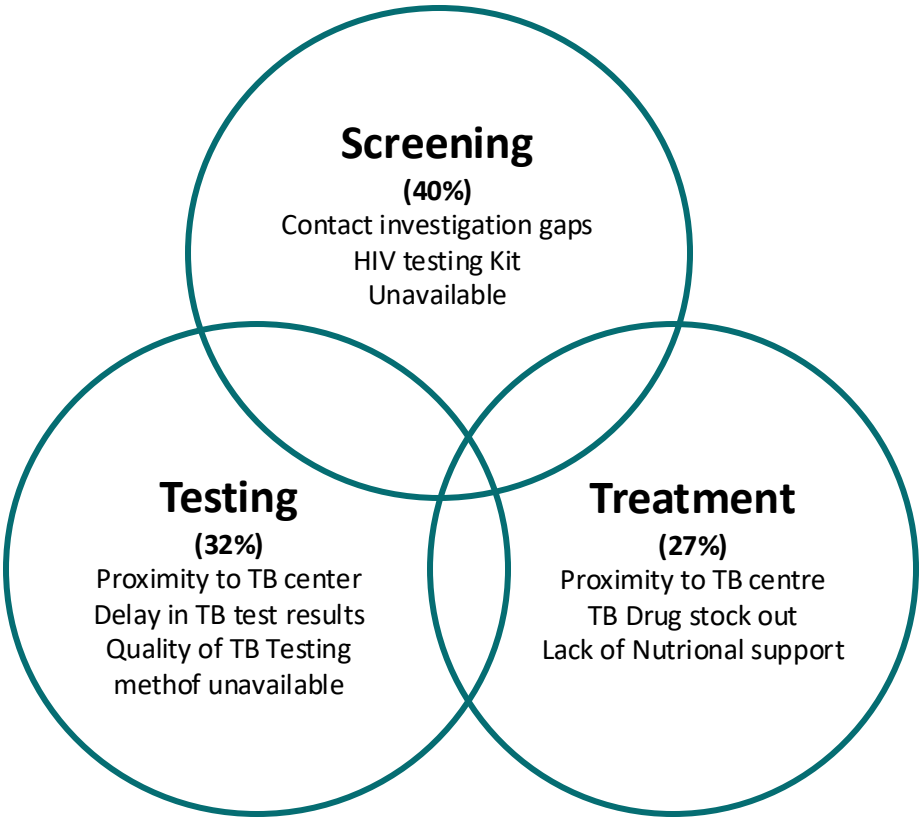 Screening
(40%)
Contact investigation gaps
HIV testing Kit
Unavailable
Testing
(32%)
Proximity to TB center
Delay in TB test results
Quality of TB Testing
methof unavailable
Treatment
(27%)
Proximity to TB centre
TB Drug stock out
Lack of Nutrional support